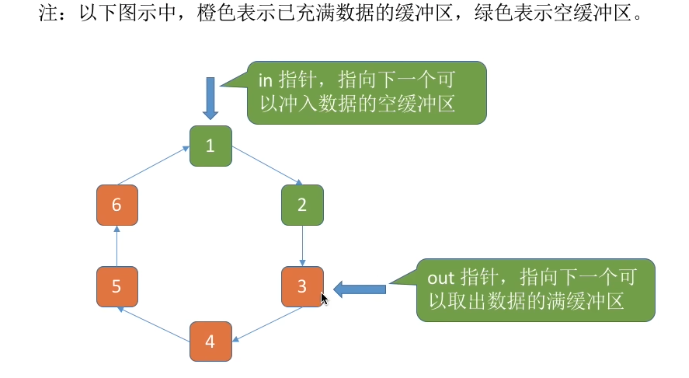 注：以下图示中，橙色表示已充满数据的缓冲区，绿色表示空缓冲区。
in 指针，指向下一个可
以冲入数据的空缓冲区
1
6
2
5
3
out 指针，指向下一个可
以取出数据的满缓冲区
4